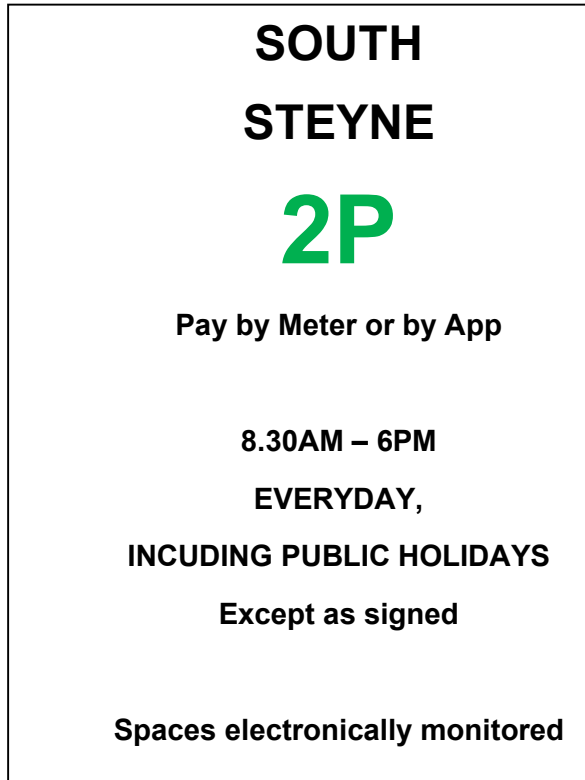 SOUTH
STEYNE
2P
Pay by Meter or by App
8.30AM – 6PM
EVERYDAY,
INCUDING PUBLIC HOLIDAYS
Except as signed
Spaces electronically monitored